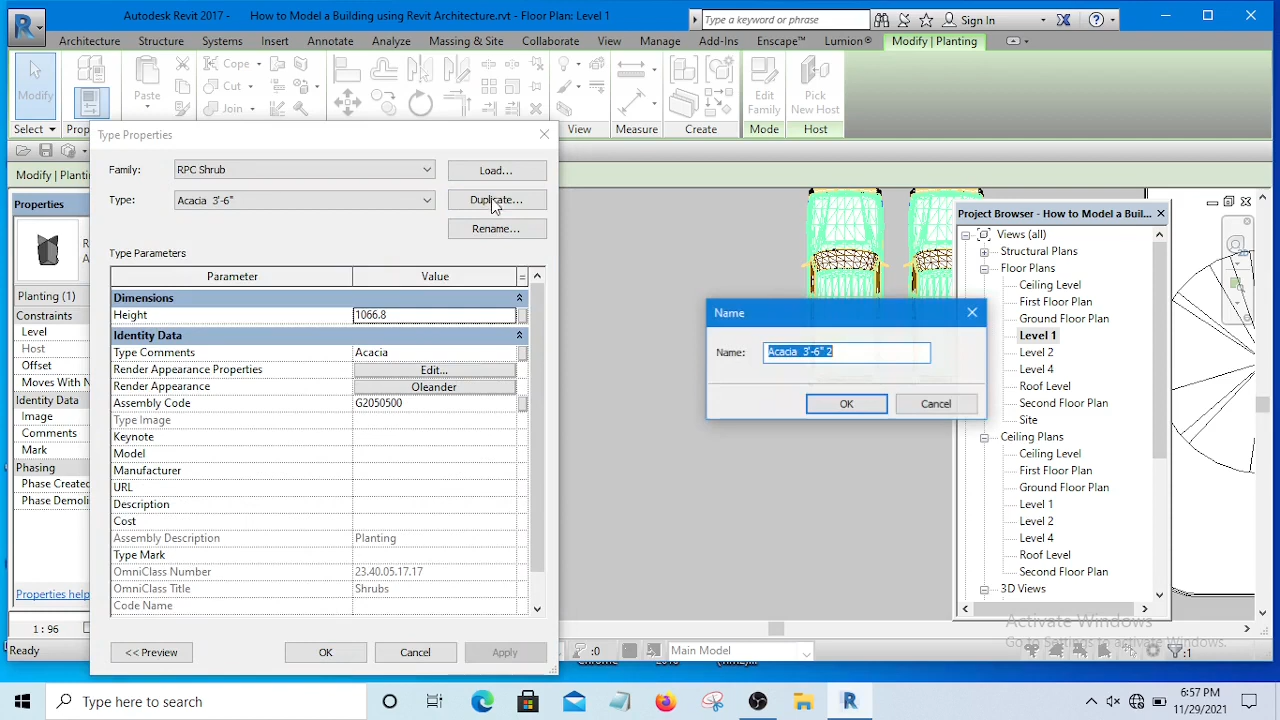 Autodesk Revit 2017 -
How to Model a Building using Revit Architecture.rvt - Floor Plan: Level 1
Type a keyword or phrase
Sign In
Architecture Structure Systems Insert Annotate Analyze Massing & Site Collaborate View Manage Add-Ins Enscape™ Lumion® Modify | Planting
Modify
Paste
Cope
Cut
Join
Edit
Family
Pick
New Host
Select
View
Measure
Create
Mode
Host
Type Properties
Modify | Planti
Family:
RPC Shrub
Load...
Type:
Acacia 3'-6"
Duplicate...
Rename...
Type Parameters
Parameter Value =
Dimensions
Height 1066.8
Identity Data
Type Comments Acacia
Render Appearance Properties Edit...
Render Appearance Oleander
Assembly Code G2050500
Type Image
Keynote
Model
Manufacturer
URL
Description
Cost
Assembly Description Planting
Type Mark
OmniClass Number 23.40.05.17.17
OmniClass Title Shrubs
Code Name
<< Preview
OK
Cancel
Apply
Properties
Planting (1)
Constraints
Level
Host
Offset
Moves With N
Identity Data
Image
Comments
Mark
Phasing
Phase Created
Phase Demoli
Properties help
Name
Name:
Acacia 3'-6" 2
OK
Cancel
Project Browser - How to Model a Buil...
Views (all)
Structural Plans
Floor Plans
Ceiling Level
First Floor Plan
Ground Floor Plan
Level 1
Level 2
Level 4
Roof Level
Second Floor Plan
Site
Ceiling Plans
Ceiling Level
First Floor Plan
Ground Floor Plan
Level 1
Level 2
Level 4
Roof Level
Second Floor Plan
3D Views
Activate Windows
Go to Settings to activate Windows.
1 : 96
Ready
:0
Main Model
:1
Type here to search
6:57 PM
11/29/2021